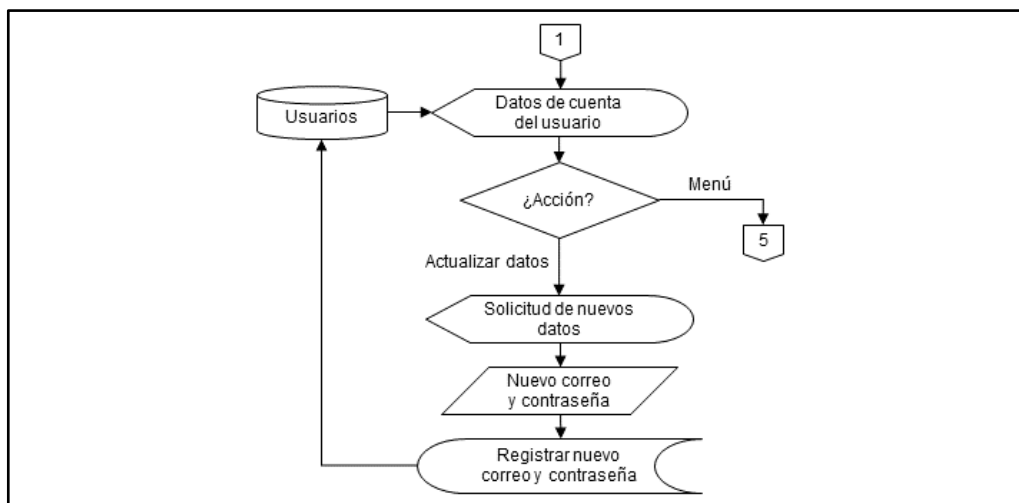 1
Datos de cuenta
del usuario
Usuarios
¿Acción?
Menú
5
Actualizar datos
Solicitud de nuevos
datos
Nuevo correo
y contraseña
Registrar nuevo
correo y contraseña